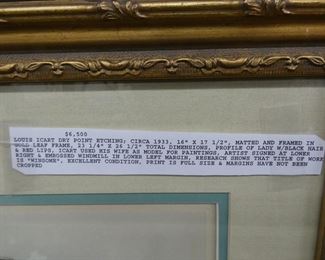 $6,500
LOUIS ICART DRY POINT ETCHING; CIRCA 1933, 16" X 17 1/2", MATTED AND FRAMED IN
GOLD LEAF FRAME, 23 1/4" X 26 1/2" TOTAL DIMENSIONS, PROFILE OF LADY W/BLACK HAIR
& RED LIPS, ICART USED HIS WIFE AS MODEL FOR PAINTINGS, ARTIST SIGNED AT LOWER
RIGHT & EMBOSSED WINDMILL IN LOWER LEFT MARGIN, RESEARCH SHOWS THAT TITLE OF WORK
IS "WINSOME", EXCELLENT CONDITION, PRINT IS FULL SIZE & MARGINS HAVE NOT BEEN
CROPPED